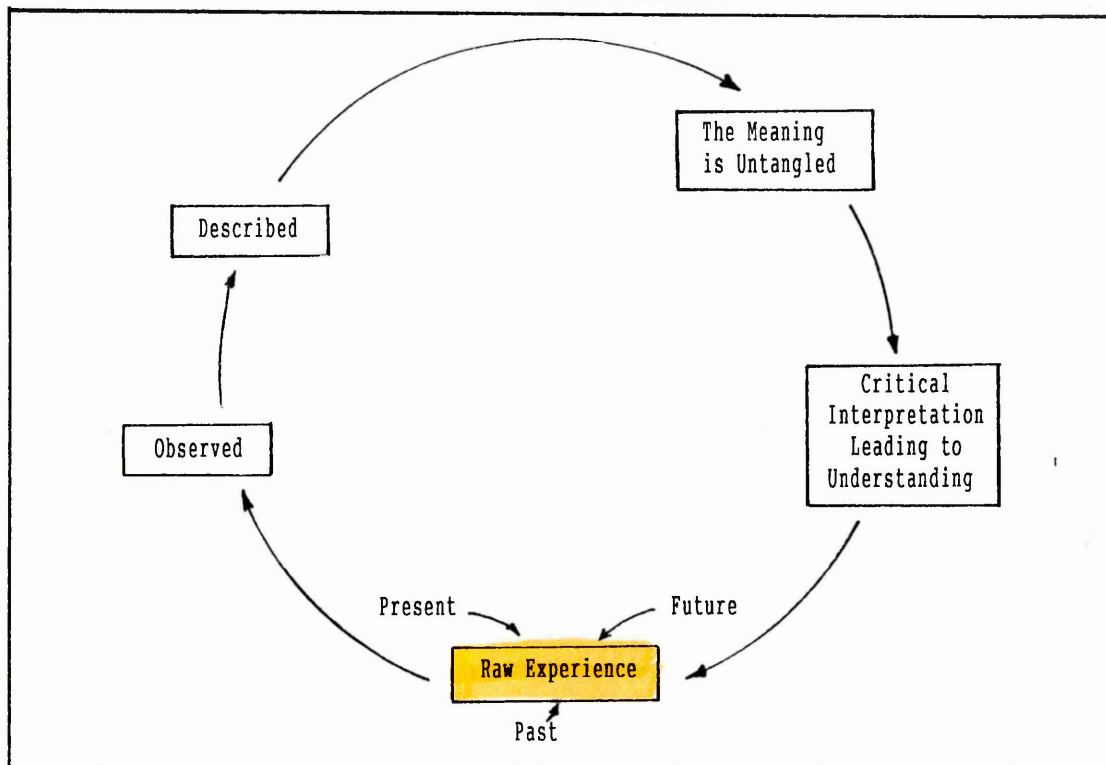 The Meaning
is Untangled
Described
Critical
Interpretation
Leading to
Understanding
Observed
Present
Future
Raw Experience
Past